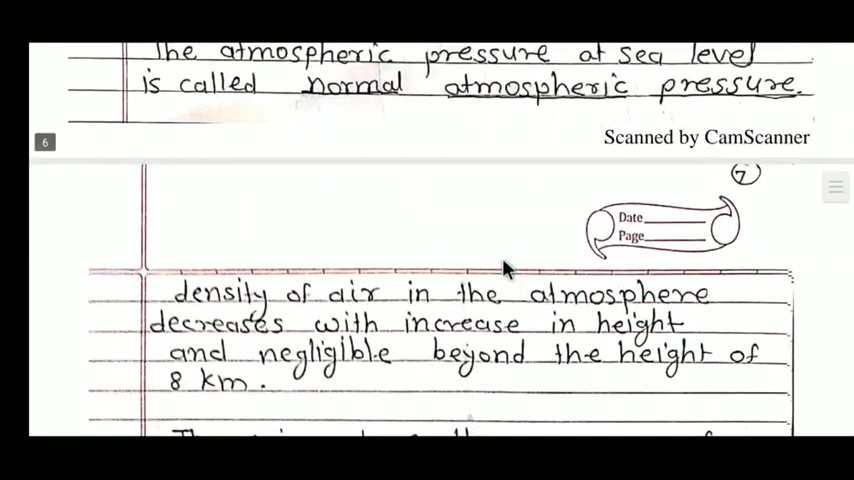 The atmospheric pressure at sea level
is called normal atmospheric pressure.
6
Scanned by CamScanner
7
Date
Page
density of air in the atmosphere
decreases with increase in height
and negligible beyond the height of
8 km.